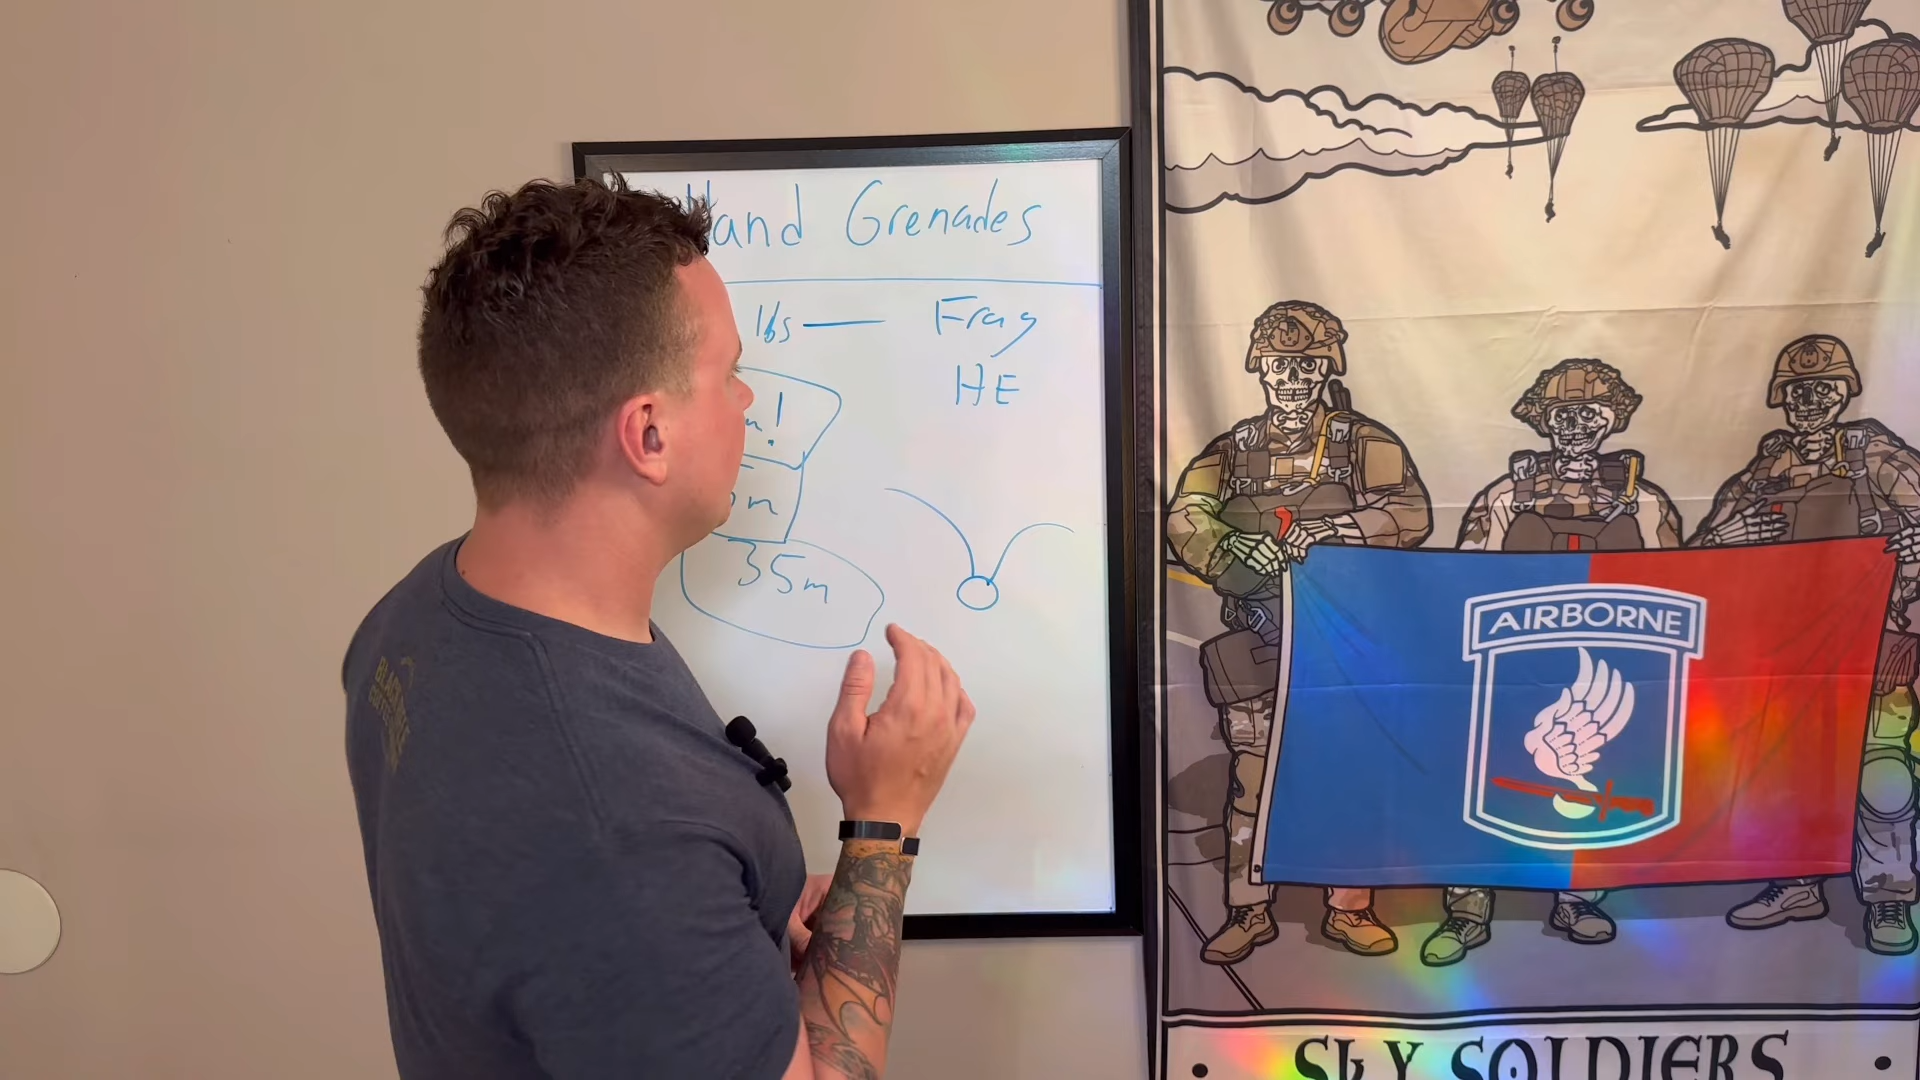 Hand Grenades
lbs — Frag
HE
m!
m
35m
AIRBORNE
SKY SOLDIERS